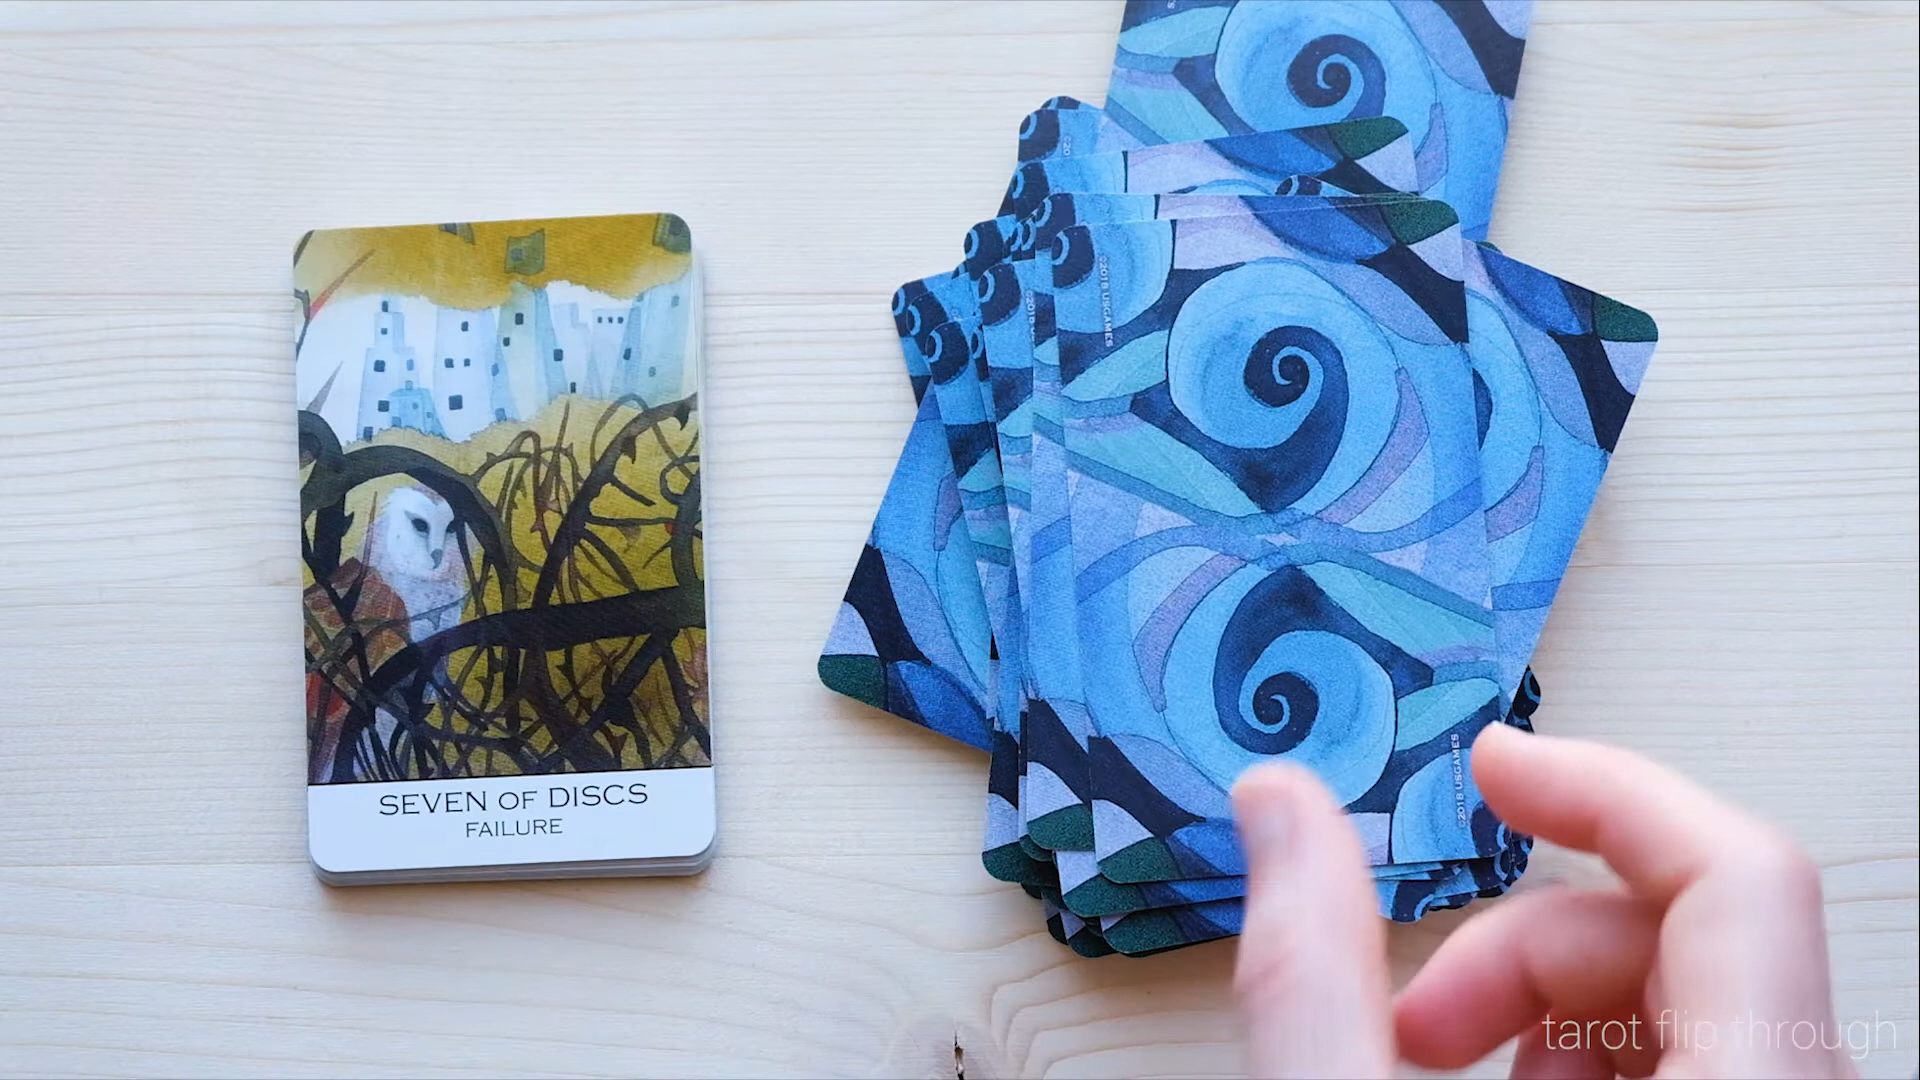 SEVEN OF DISCS
FAILURE
©2018 USGAMES
©2018 USGAMES
tarot flip through